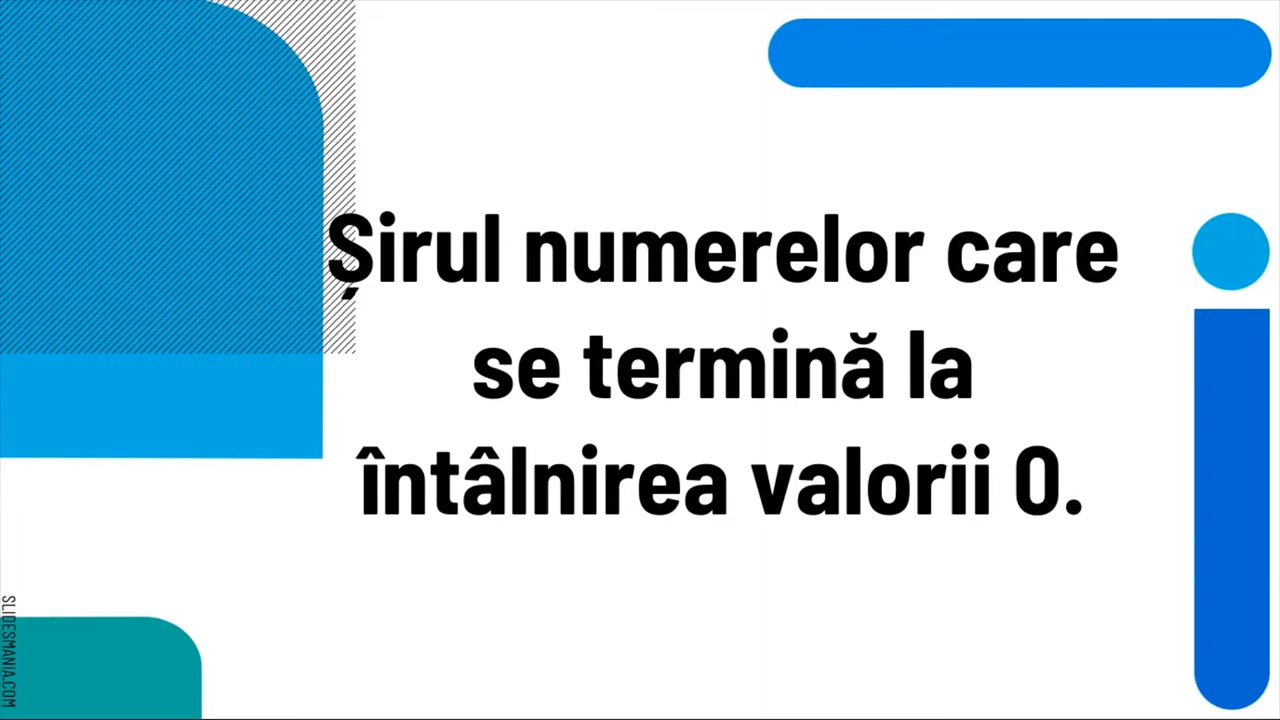 Șirul numerelor care
se termină la
întâlnirea valorii 0.
SLIDESMANIA.COM